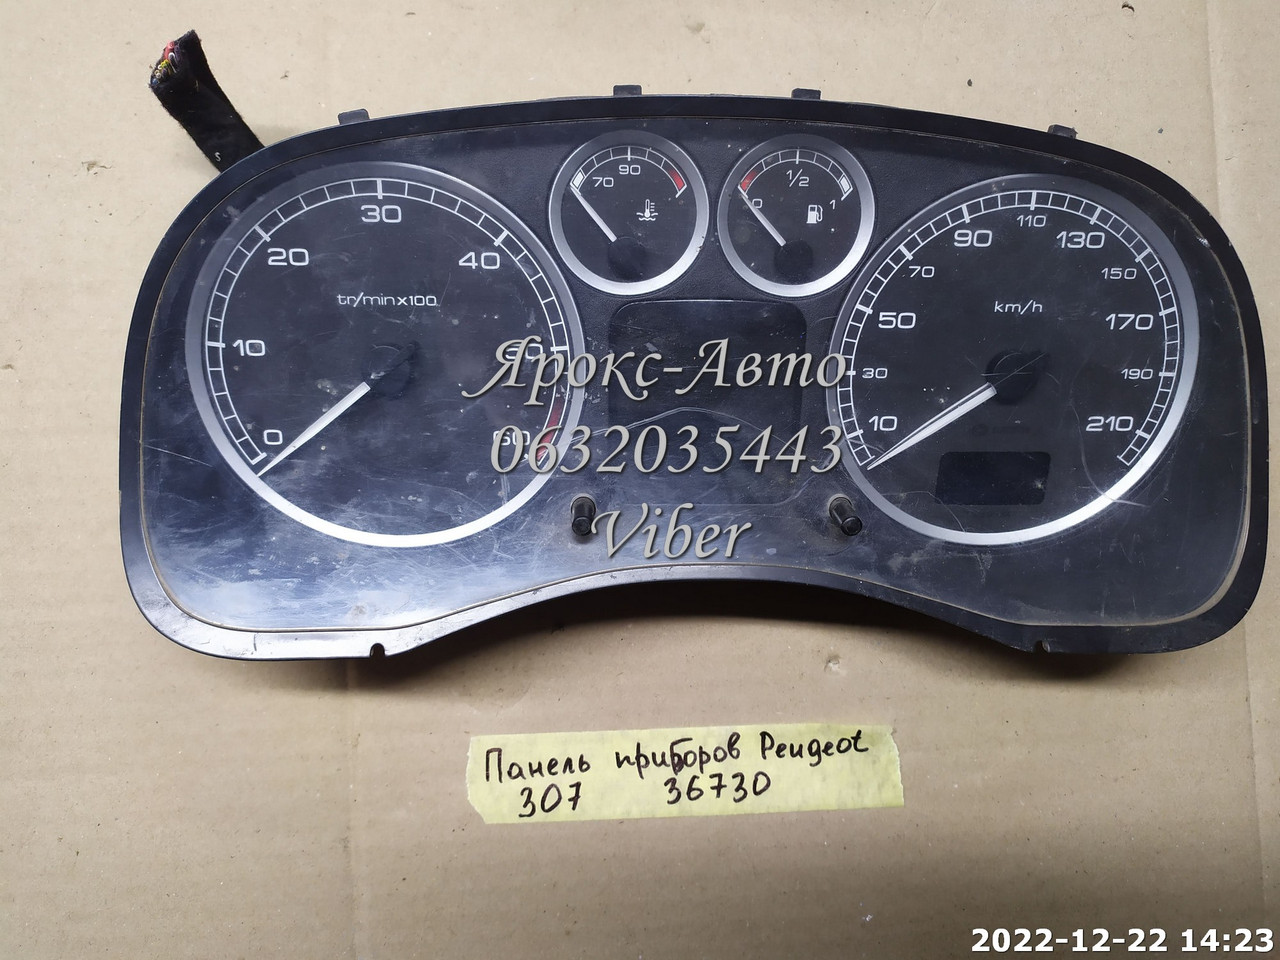 70 90
0 1/2 1
0 10 20 30 40 50 60
tr/min x100
10 30 50 70 90 110 130 150 170 190 210
km/h
Ярокс-Авто
0632035443
Viber
Панель приборов Peugeot
307 36730
2022-12-22 14:23